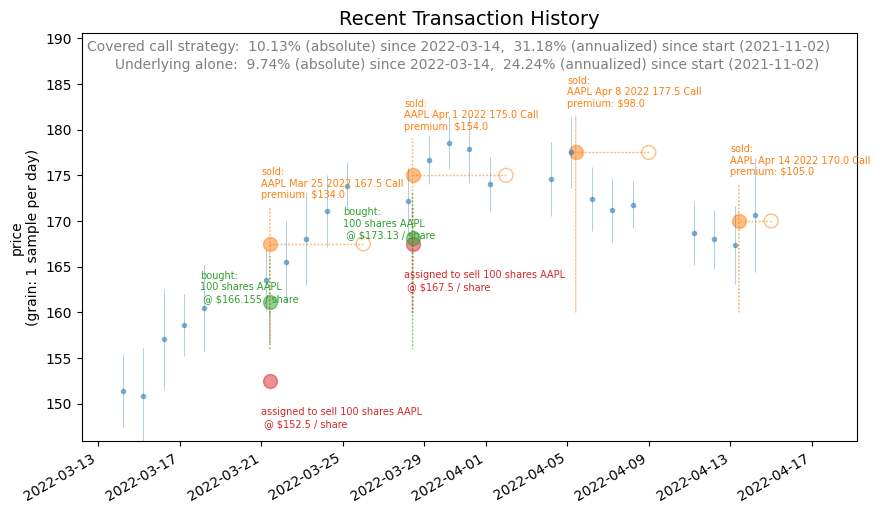 Recent Transaction History
Covered call strategy:  10.13% (absolute) since 2022-03-14,  31.18% (annualized) since start (2021-11-02)
Underlying alone:  9.74% (absolute) since 2022-03-14,  24.24% (annualized) since start (2021-11-02)
price
(grain: 1 sample per day)
190
185
180
175
170
165
160
155
150
sold:
AAPL Mar 25 2022 167.5 Call
premium: $134.0
sold:
AAPL Apr 1 2022 175.0 Call
premium: $154.0
sold:
AAPL Apr 8 2022 177.5 Call
premium: $98.0
sold:
AAPL Apr 14 2022 170.0 Call
premium: $105.0
bought:
100 shares AAPL
@ $166.155 / share
bought:
100 shares AAPL
@ $173.13 / share
assigned to sell 100 shares AAPL
@ $167.5 / share
assigned to sell 100 shares AAPL
@ $152.5 / share
2022-03-13
2022-03-17
2022-03-21
2022-03-25
2022-03-29
2022-04-01
2022-04-05
2022-04-09
2022-04-13
2022-04-17